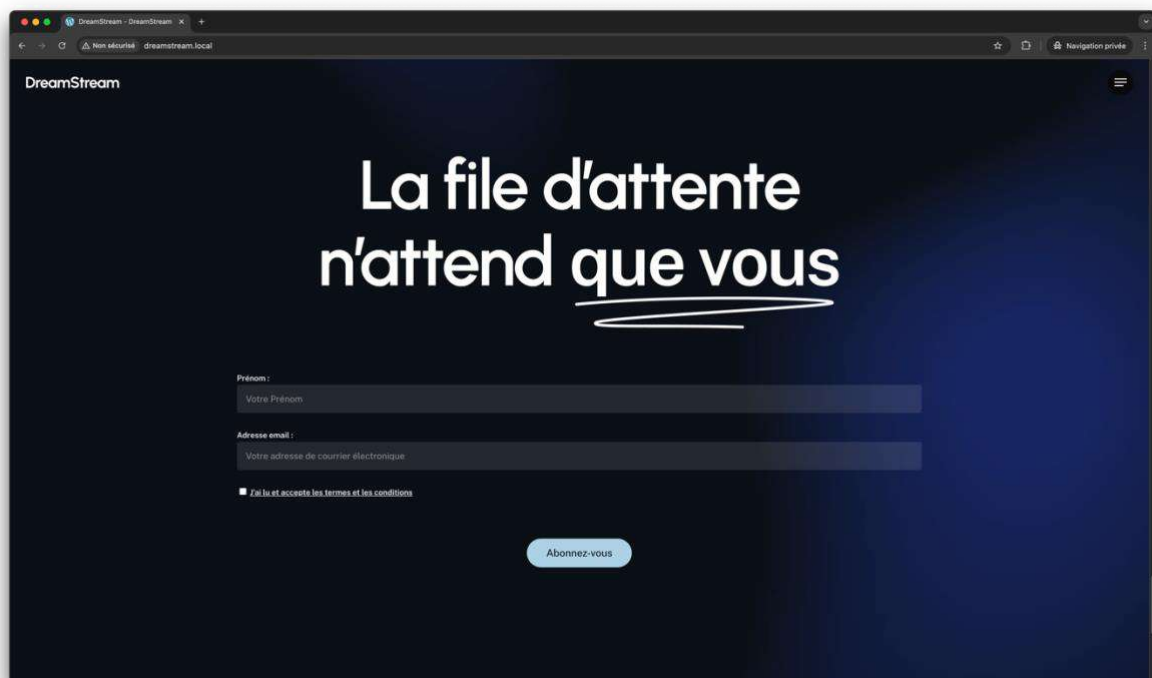 DreamStream – DreamStream
Non sécurisé dreamstream.local
Navigation privée
DreamStream
La file d'attente
n'attend que vous
Prénom :
Votre Prénom
Adresse email :
Votre adresse de courrier électronique
J'ai lu et accepte les termes et les conditions
Abonnez-vous